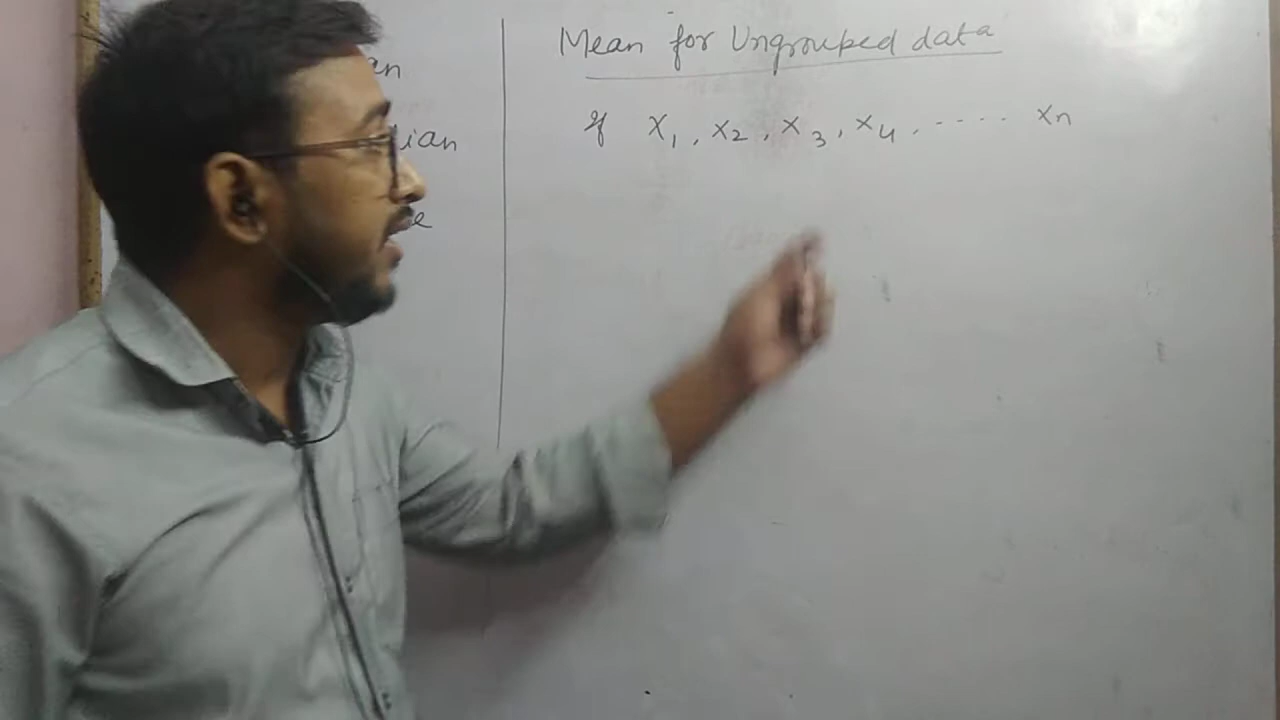 Mean for Ungrouped data
If x1, x2, x3, x4, ----- xn